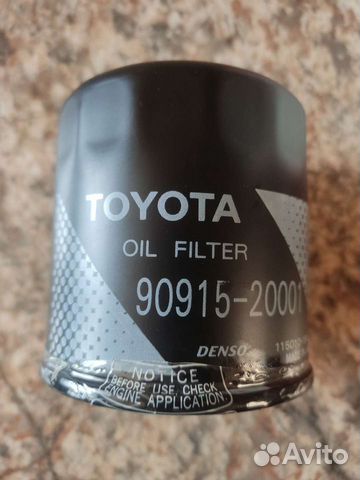 TOYOTA
OIL FILTER
90915-20001
DENSO
NOTICE
BEFORE USE, CHECK
ENGINE APPLICATION
Avito